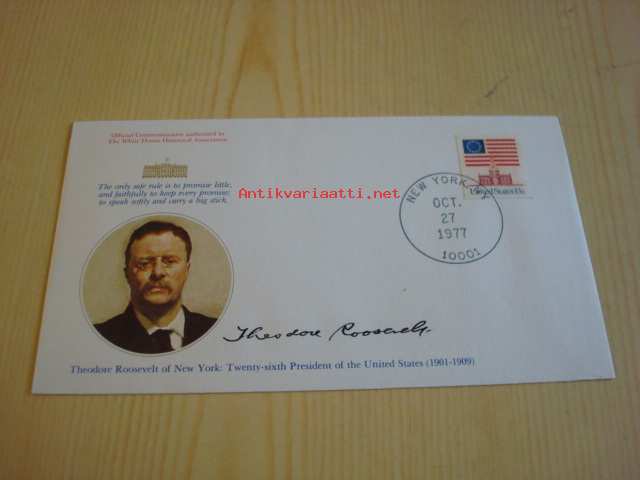 Official Commemorative authorized by
The White House Historical Association
The only safe rule is to promise little,
and faithfully to keep every promise;
to speak softly and carry a big stick.
Antikvariaatti.net
NEW YORK, NY
OCT.
27
1977
10001
Theodore Roosevelt.
Theodore Roosevelt of New York: Twenty-sixth President of the United States (1901-1909)